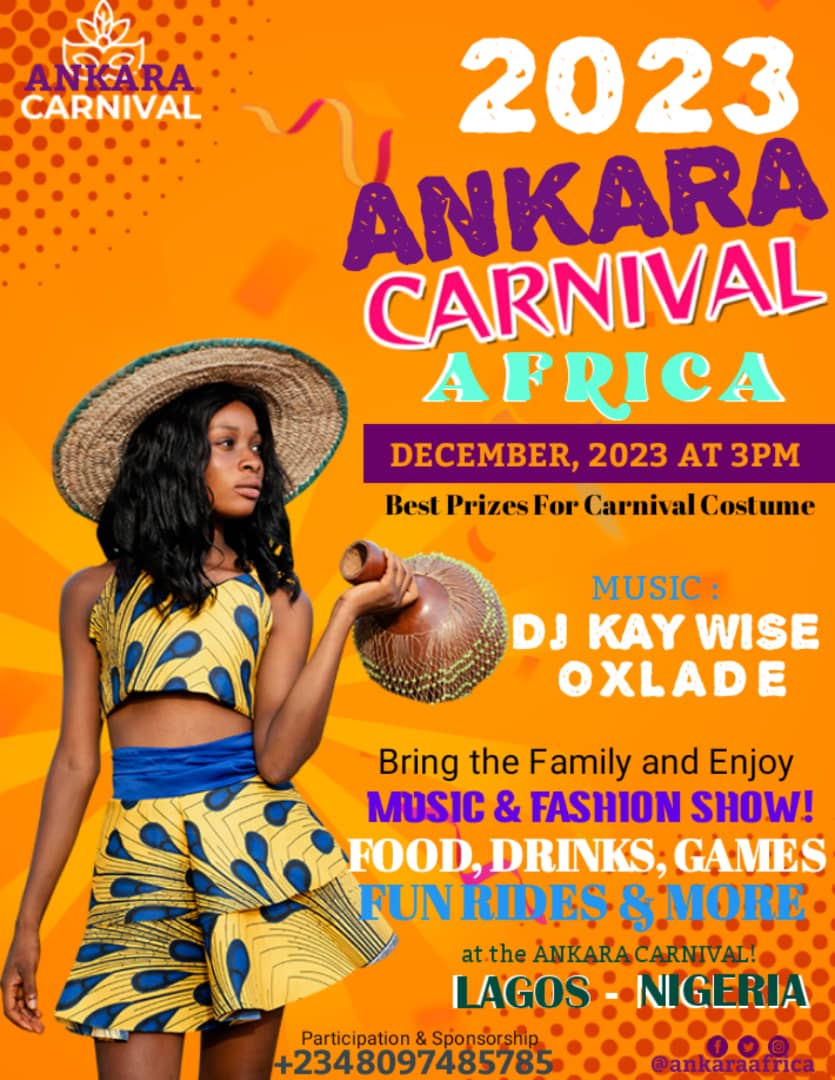 ANKARA
CARNIVAL
2023
ANKARA
CARNIVAL
AFRICA
DECEMBER, 2023 AT 3PM
Best Prizes For Carnival Costume
MUSIC :
DJ KAY WISE
OXLADE
Bring the Family and Enjoy
MUSIC & FASHION SHOW!
FOOD, DRINKS, GAMES
FUN RIDES & MORE
at the ANKARA CARNIVAL!
LAGOS - NIGERIA
Participation & Sponsorship
+2348097485785
@ankaraafrica